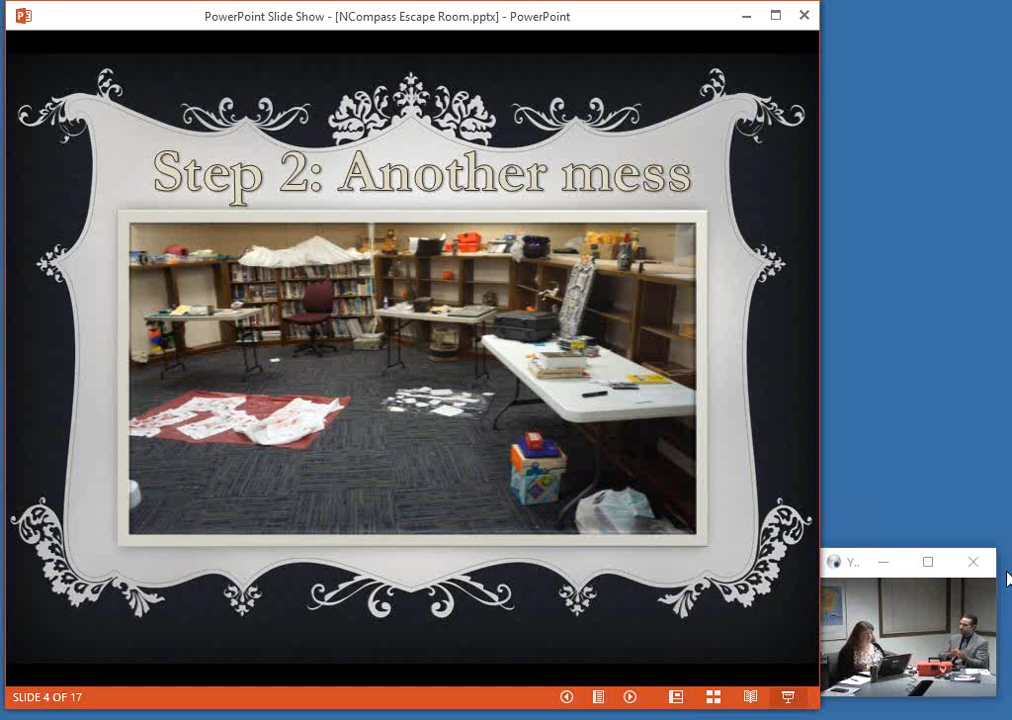 PowerPoint Slide Show - [NCompass Escape Room.pptx] - PowerPoint
Step 2: Another mess
Y..
SLIDE 4 OF 17